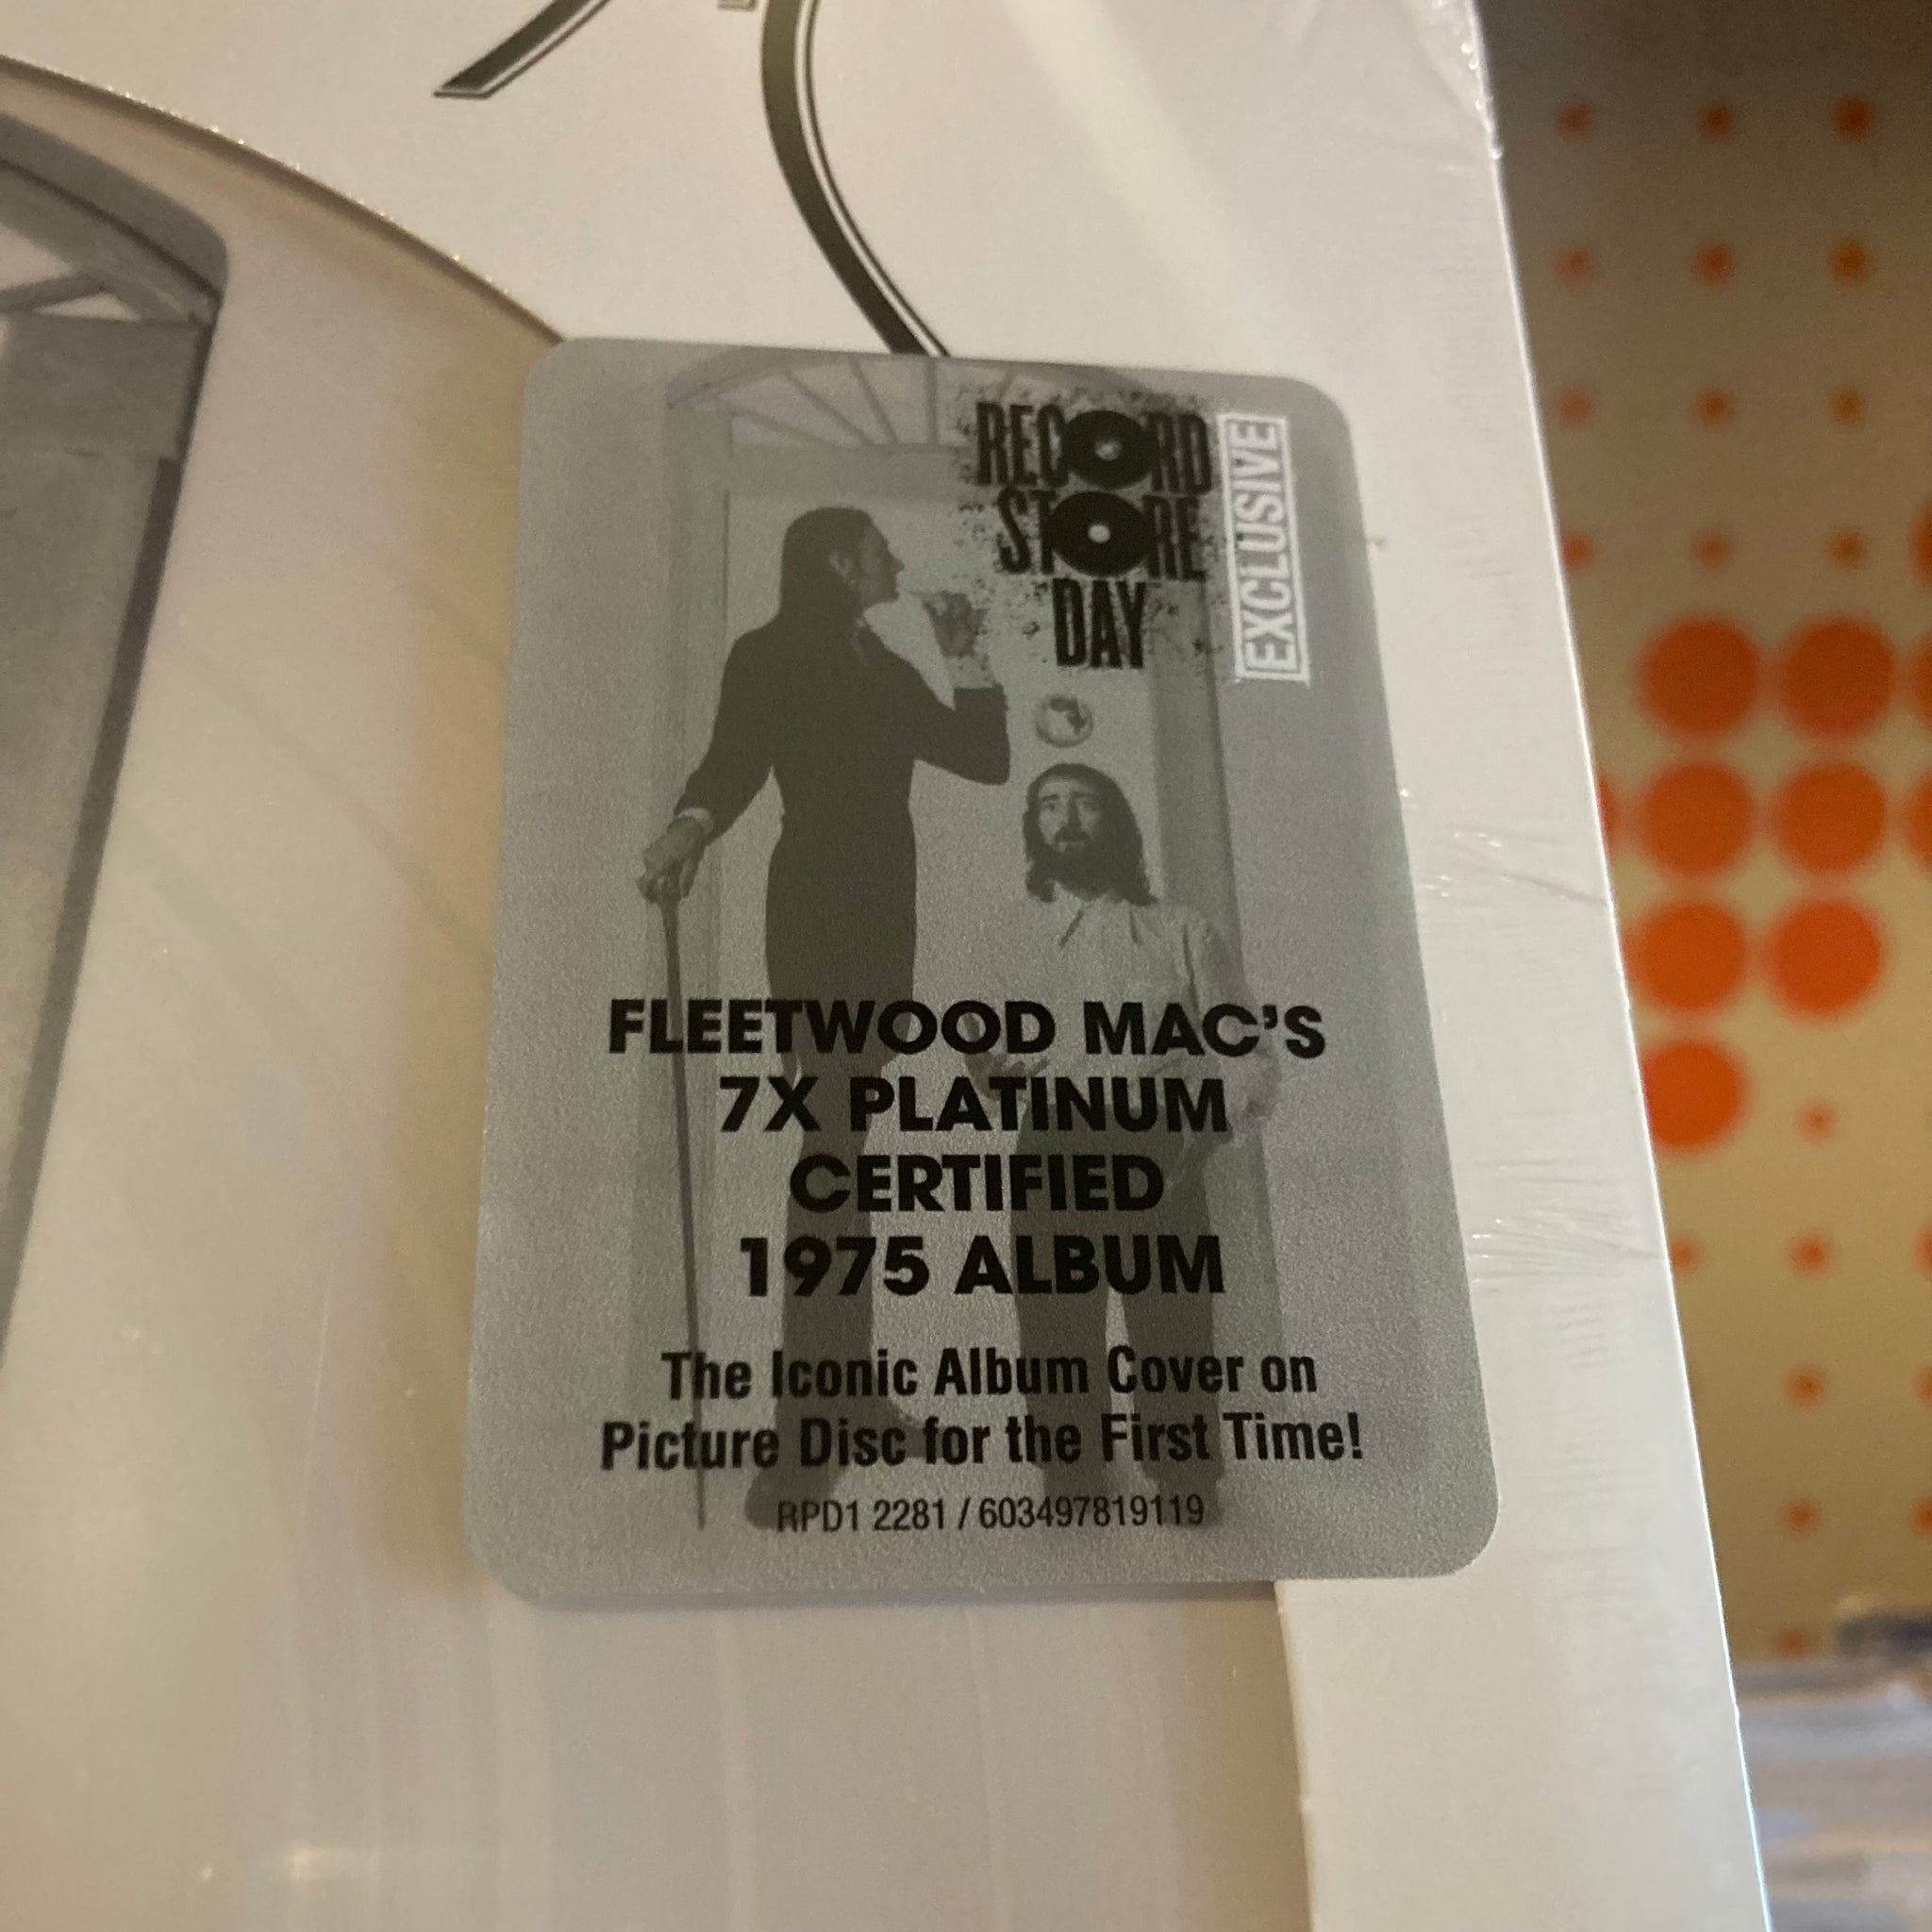 RECORD
STORE
DAY
EXCLUSIVE
FLEETWOOD MAC'S
7X PLATINUM
CERTIFIED
1975 ALBUM
The Iconic Album Cover on
Picture Disc for the First Time!
RPD1 2281 / 603497819119